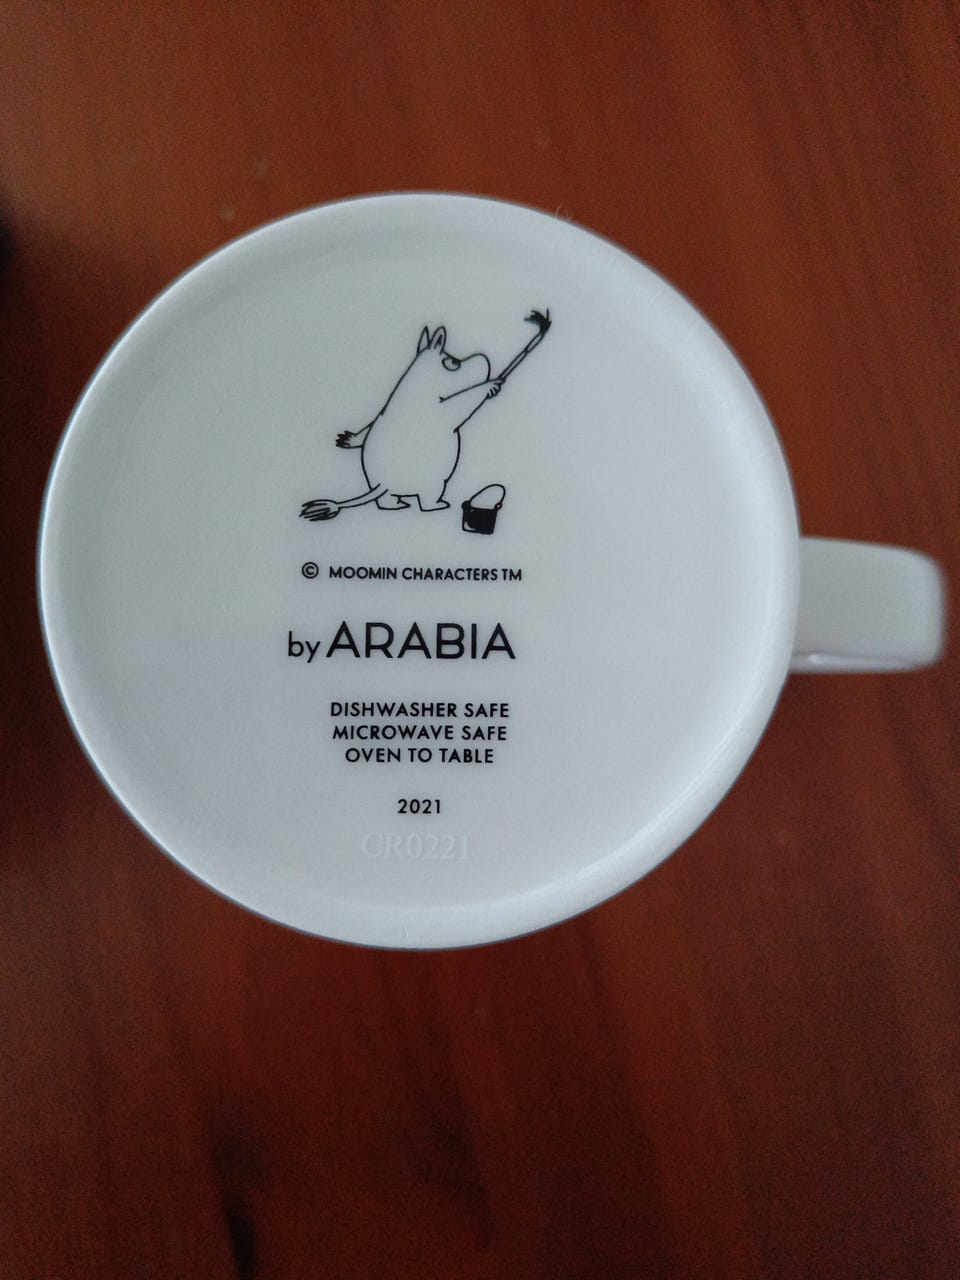 © MOOMIN CHARACTERS TM
by ARABIA
DISHWASHER SAFE
MICROWAVE SAFE
OVEN TO TABLE
2021
CR0221